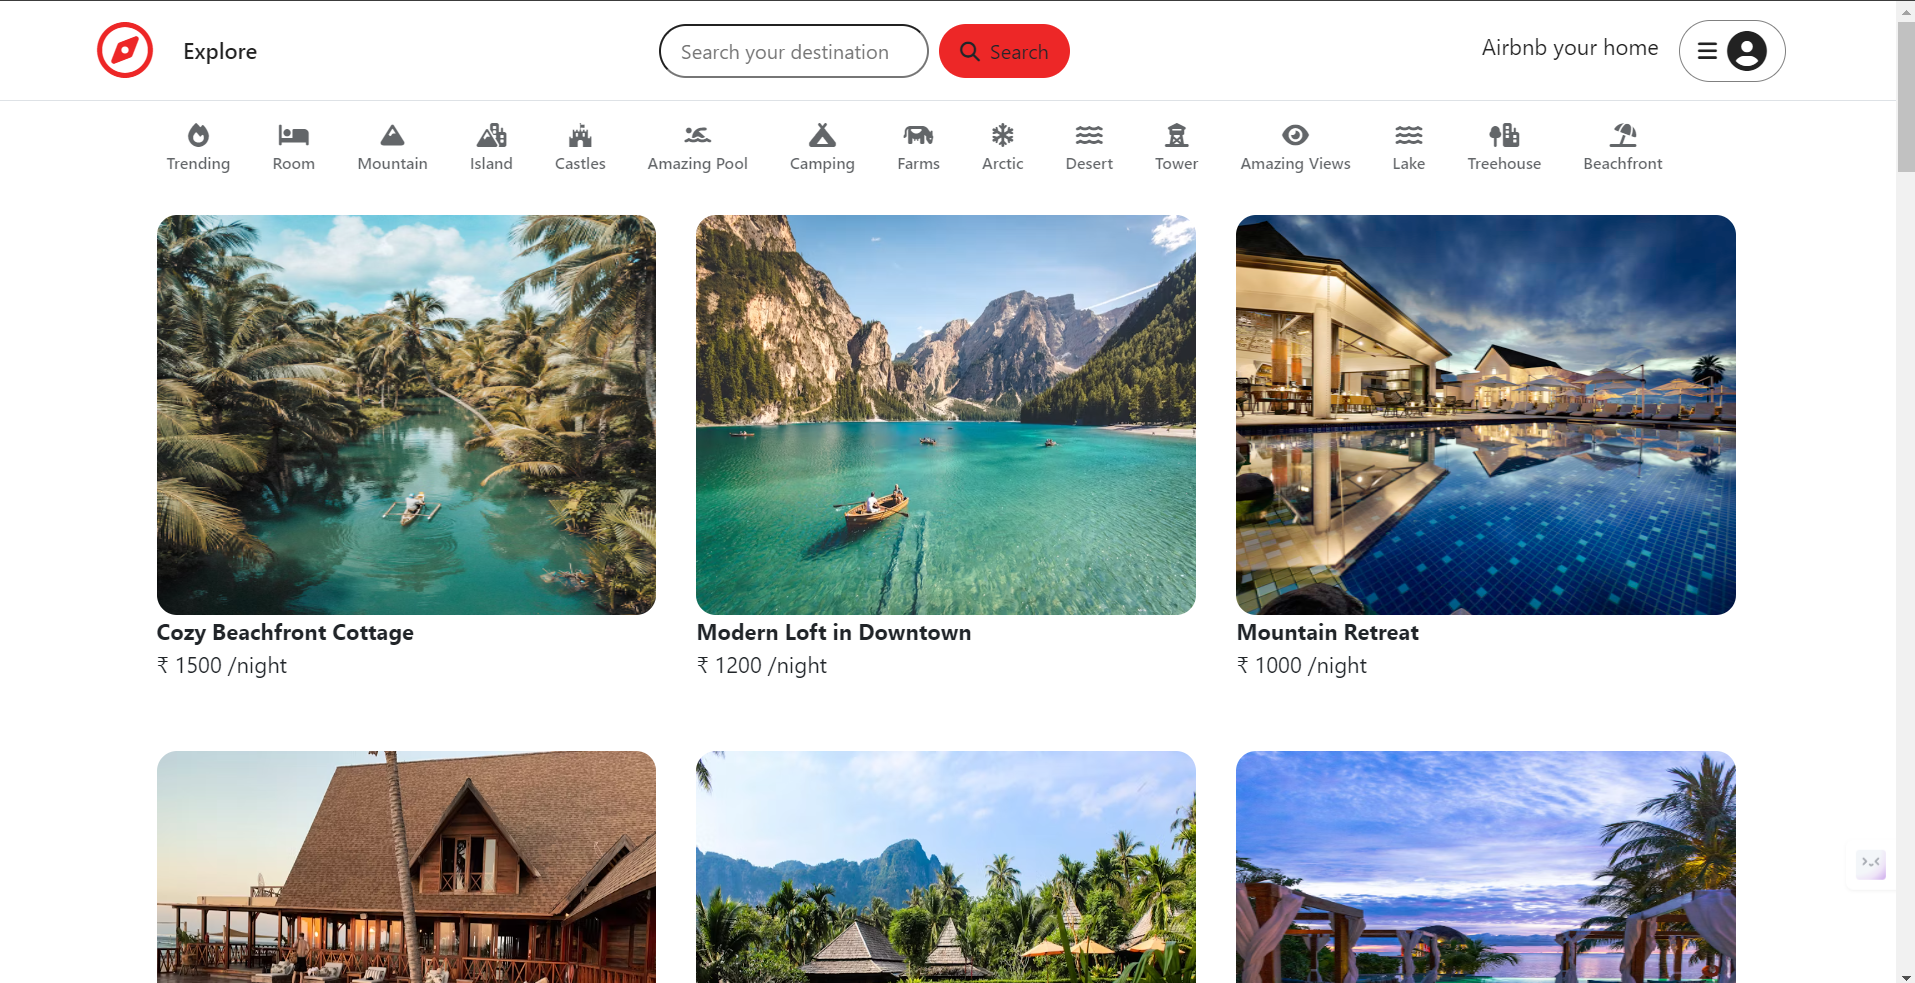 Explore
Search your destination
Search
Airbnb your home
Trending
Room
Mountain
Island
Castles
Amazing Pool
Camping
Farms
Arctic
Desert
Tower
Amazing Views
Lake
Treehouse
Beachfront
Cozy Beachfront Cottage
₹ 1500 /night
Modern Loft in Downtown
₹ 1200 /night
Mountain Retreat
₹ 1000 /night